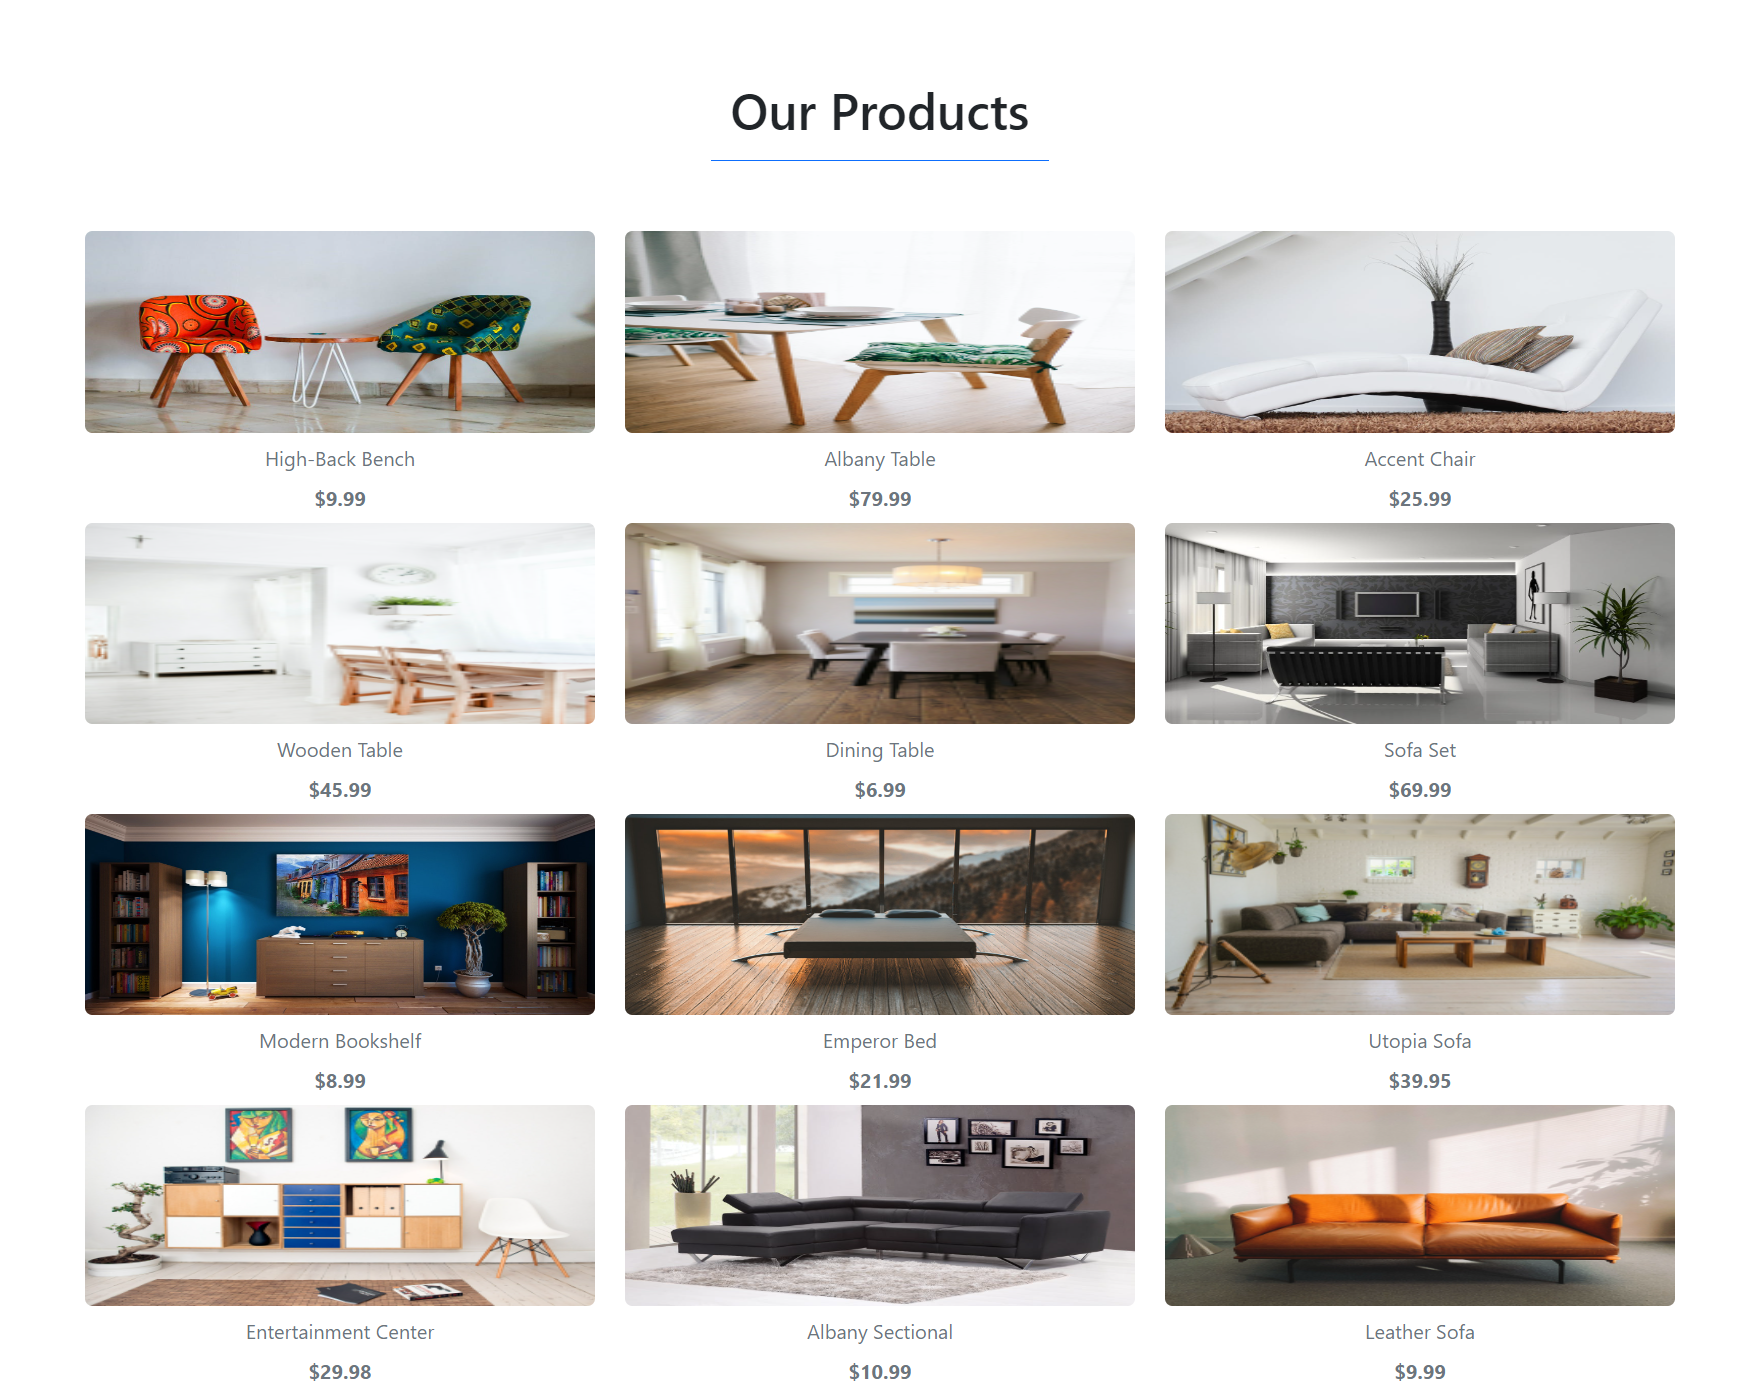 Our Products
High-Back Bench
$9.99
Albany Table
$79.99
Accent Chair
$25.99
Wooden Table
$45.99
Dining Table
$6.99
Sofa Set
$69.99
Modern Bookshelf
$8.99
Emperor Bed
$21.99
Utopia Sofa
$39.95
Entertainment Center
$29.98
Albany Sectional
$10.99
Leather Sofa
$9.99